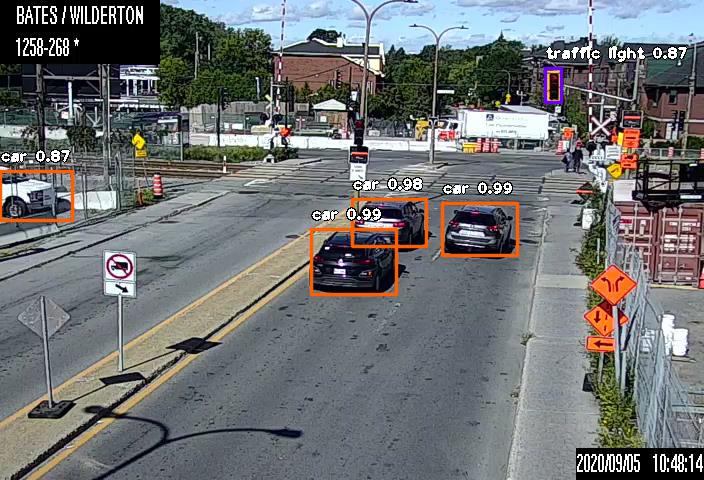 BATES / WILDERTON
1258-268 *
traffic light 0.87
car 0.87
car 0.98
car 0.99
car 0.99
2020/09/05 10:48:14